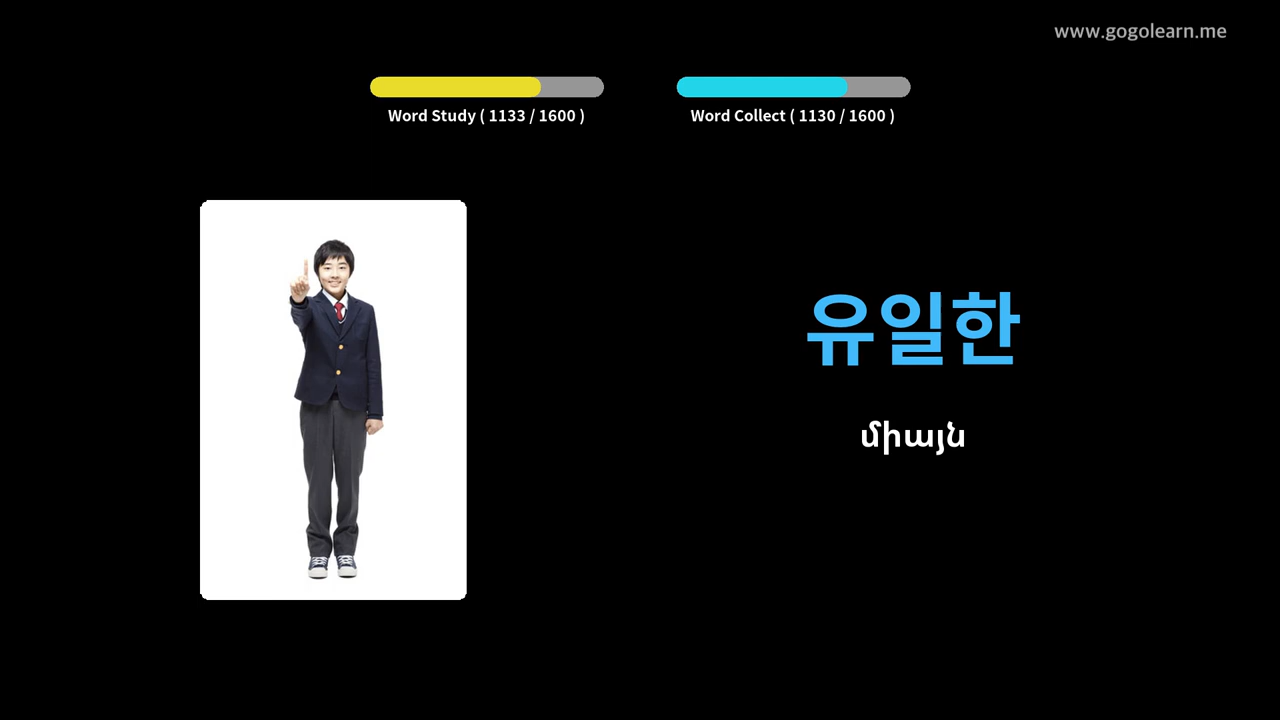 www.gogolearn.me
Word Study ( 1133 / 1600 )
Word Collect ( 1130 / 1600 )
유일한
միայն